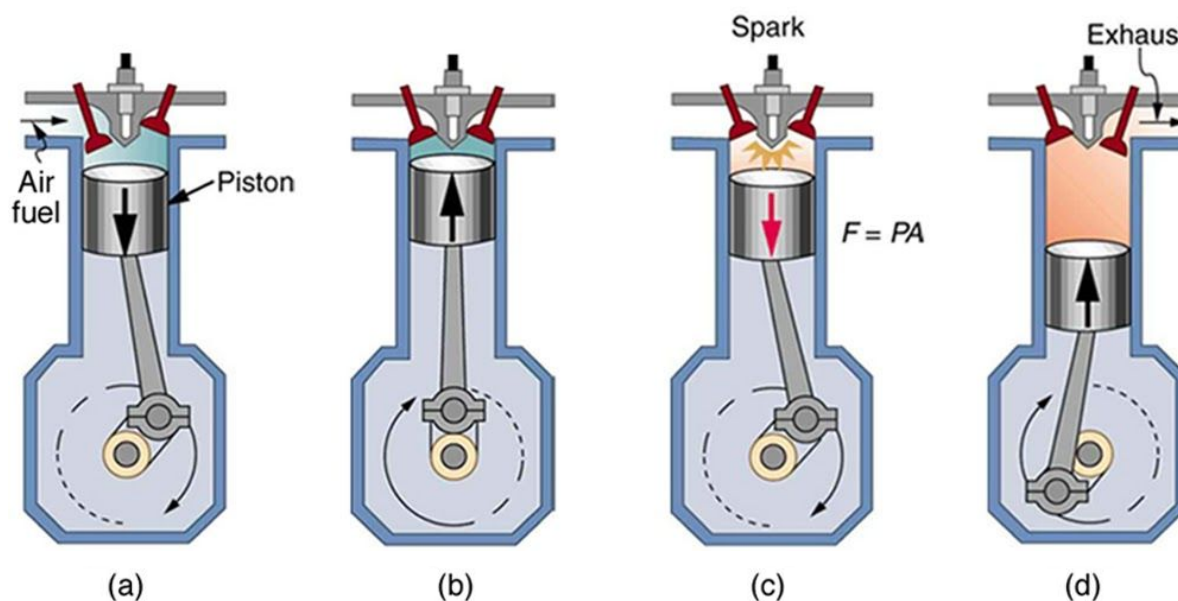 Spark
Exhaus
Air
fuel
Piston
F = PA
(a)
(b)
(c)
(d)